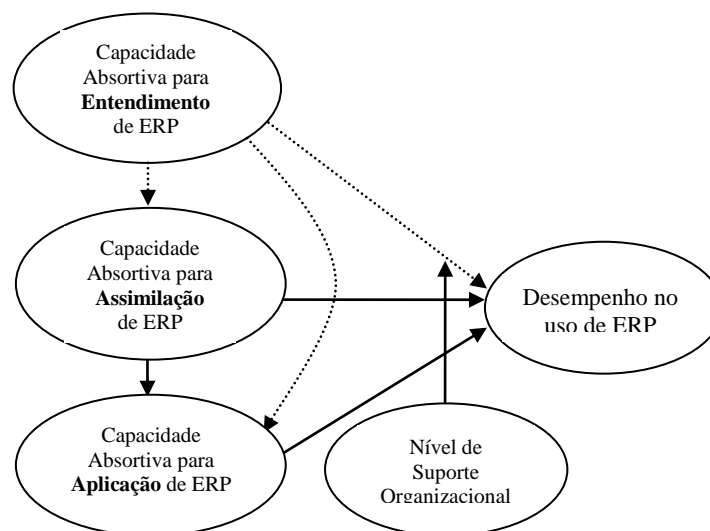 Capacidade
Absortiva para
Entendimento
de ERP
Capacidade
Absortiva para
Assimilação
de ERP
Desempenho no
uso de ERP
Capacidade
Absortiva para
Aplicação de ERP
Nível de
Suporte
Organizacional